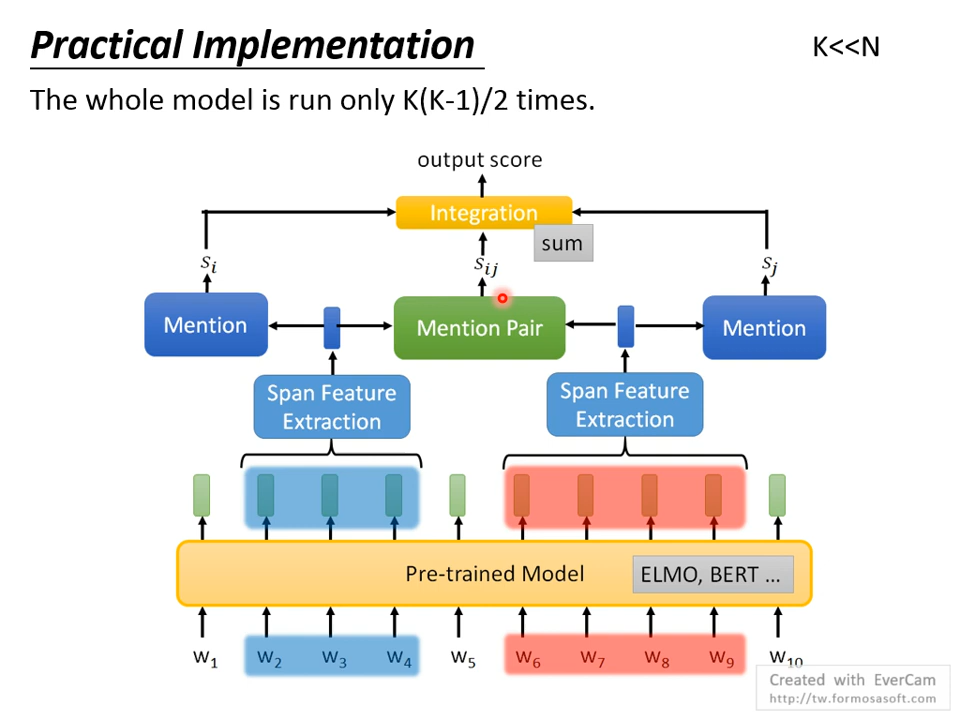 Practical Implementation
K<<N
The whole model is run only K(K-1)/2 times.
output score
Integration
sum
Si
Sij
Sj
Mention
Mention Pair
Mention
Span Feature
Extraction
Span Feature
Extraction
Pre-trained Model
ELMO, BERT ...
w1 w2 w3 w4 w5 w6 w7 w8 w9 w10
Created with EverCam
http://tw.formosasoft.com